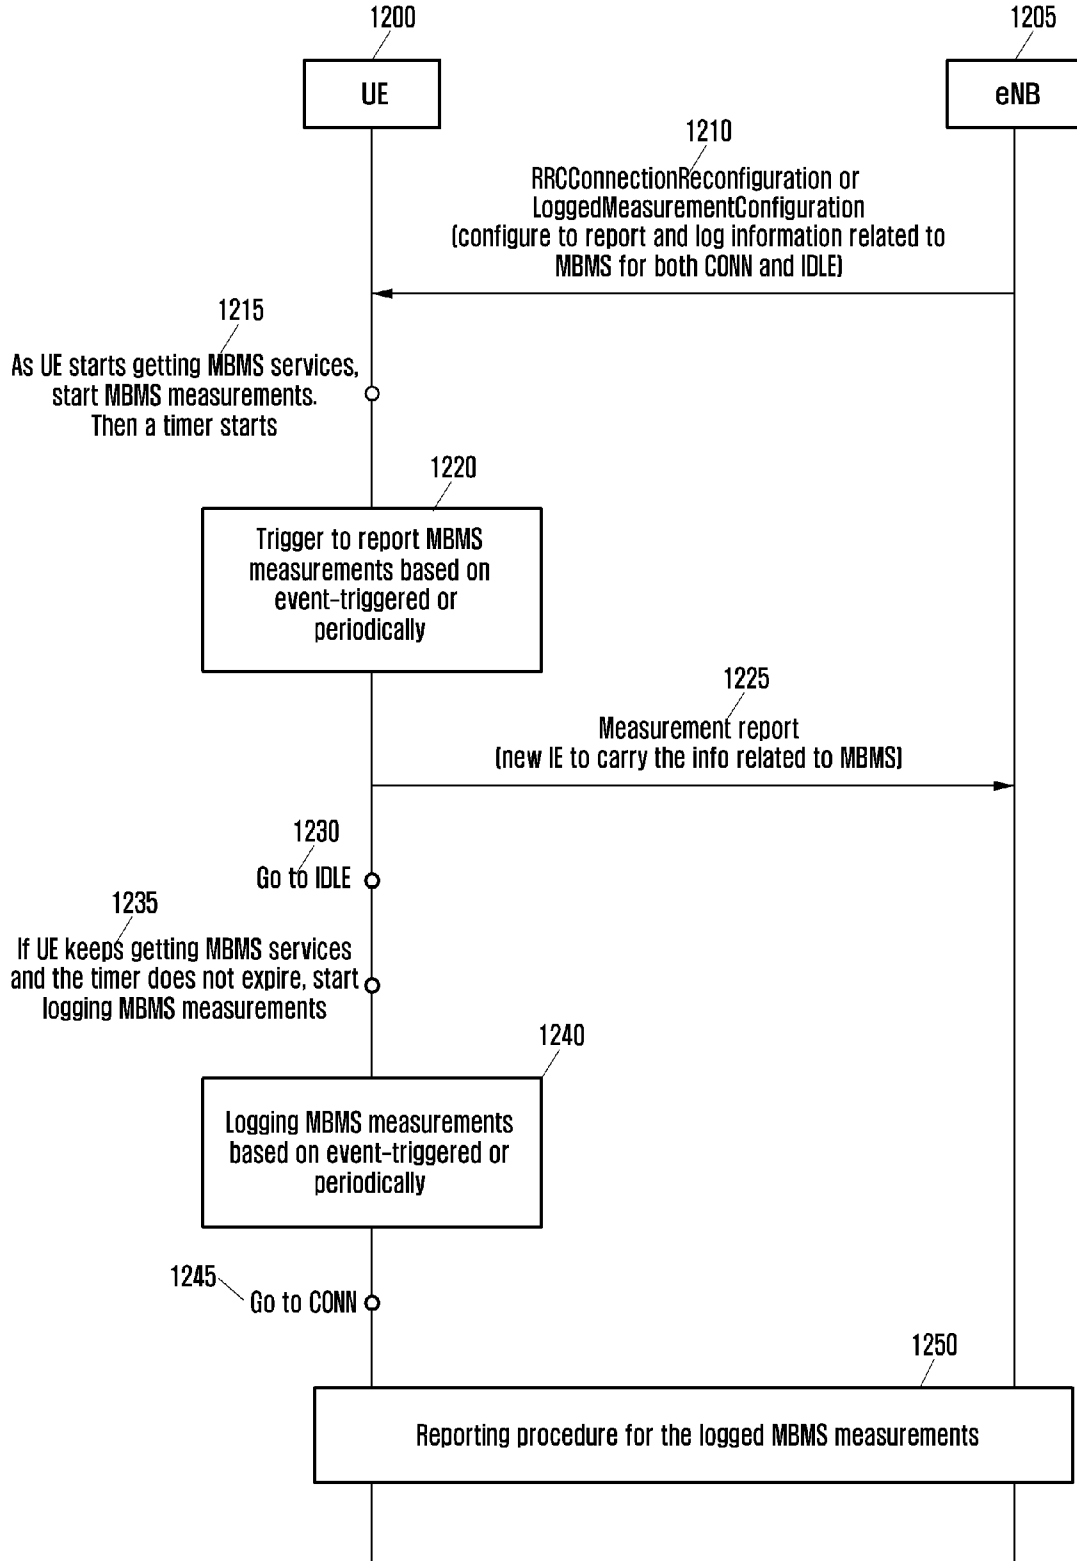 1200
1205
UE
eNB
1210
RRCConnectionReconfiguration or
LoggedMeasurementConfiguration
(configure to report and log information related to
MBMS for both CONN and IDLE)
1215
As UE starts getting MBMS services,
start MBMS measurements.
Then a timer starts
1220
Trigger to report MBMS
measurements based on
event-triggered or
periodically
1225
Measurement report
(new IE to carry the info related to MBMS)
1230
Go to IDLE
1235
If UE keeps getting MBMS services
and the timer does not expire, start
logging MBMS measurements
1240
Logging MBMS measurements
based on event-triggered or
periodically
1245
Go to CONN
1250
Reporting procedure for the logged MBMS measurements